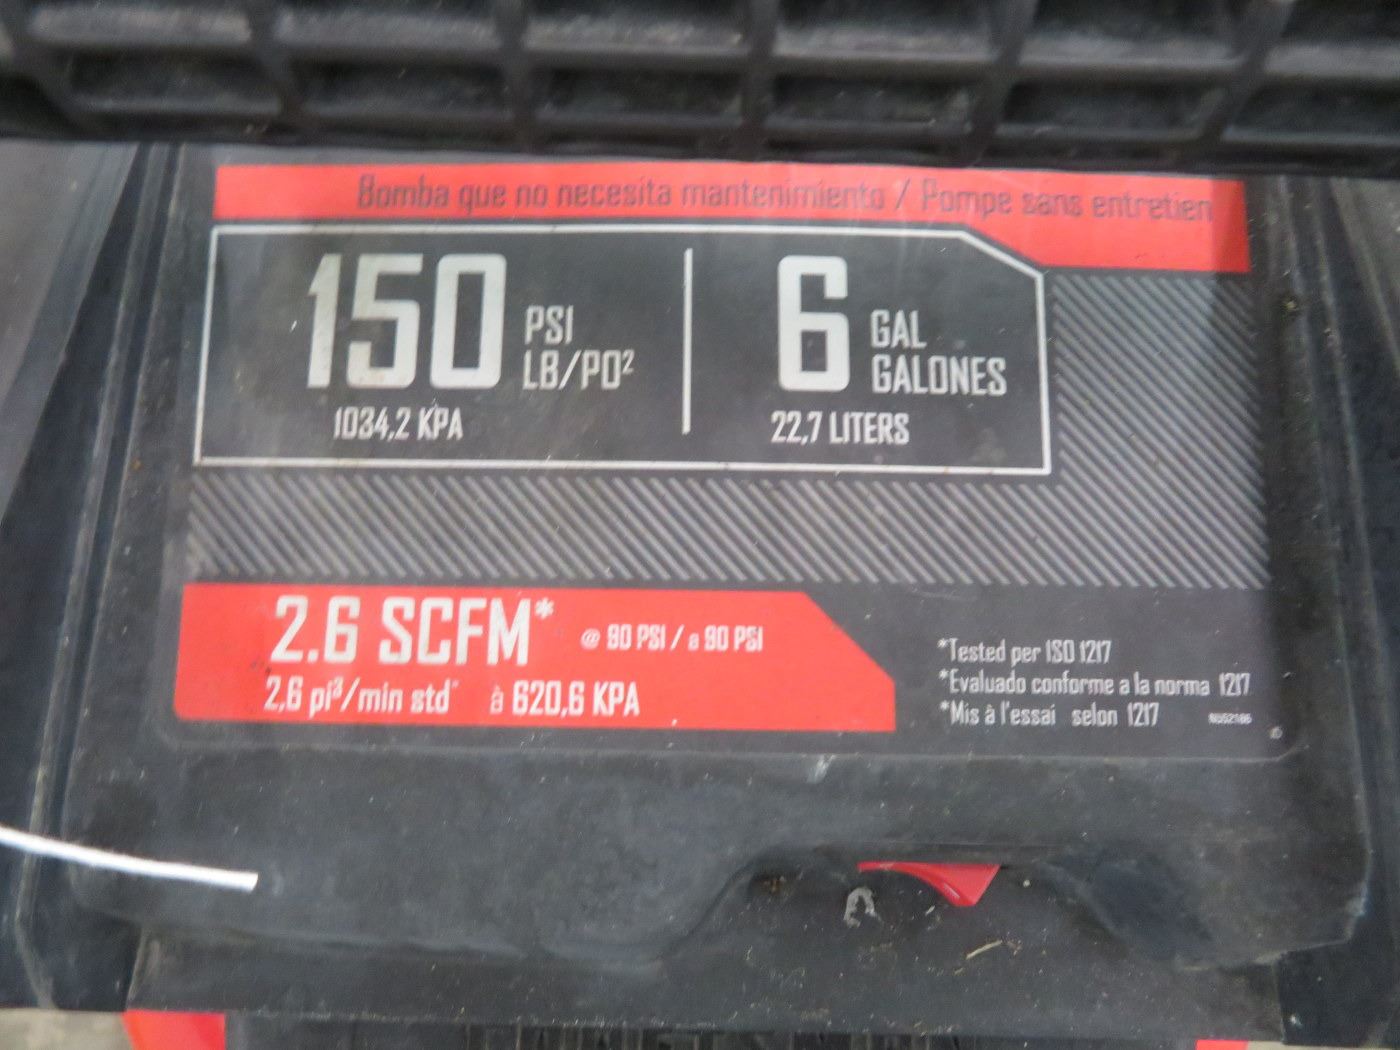 Bomba que no necesita mantenimiento / Pompe sans entretien
150 PSI
LB/PO²
1034,2 KPA
6 GAL
GALONES
22,7 LITERS
2.6 SCFM* @ 90 PSI / a 90 PSI
2,6 pi³/min std* à 620,6 KPA
*Tested per ISO 1217
*Evaluado conforme a la norma 1217
*Mis à l'essai selon 1217
N552186